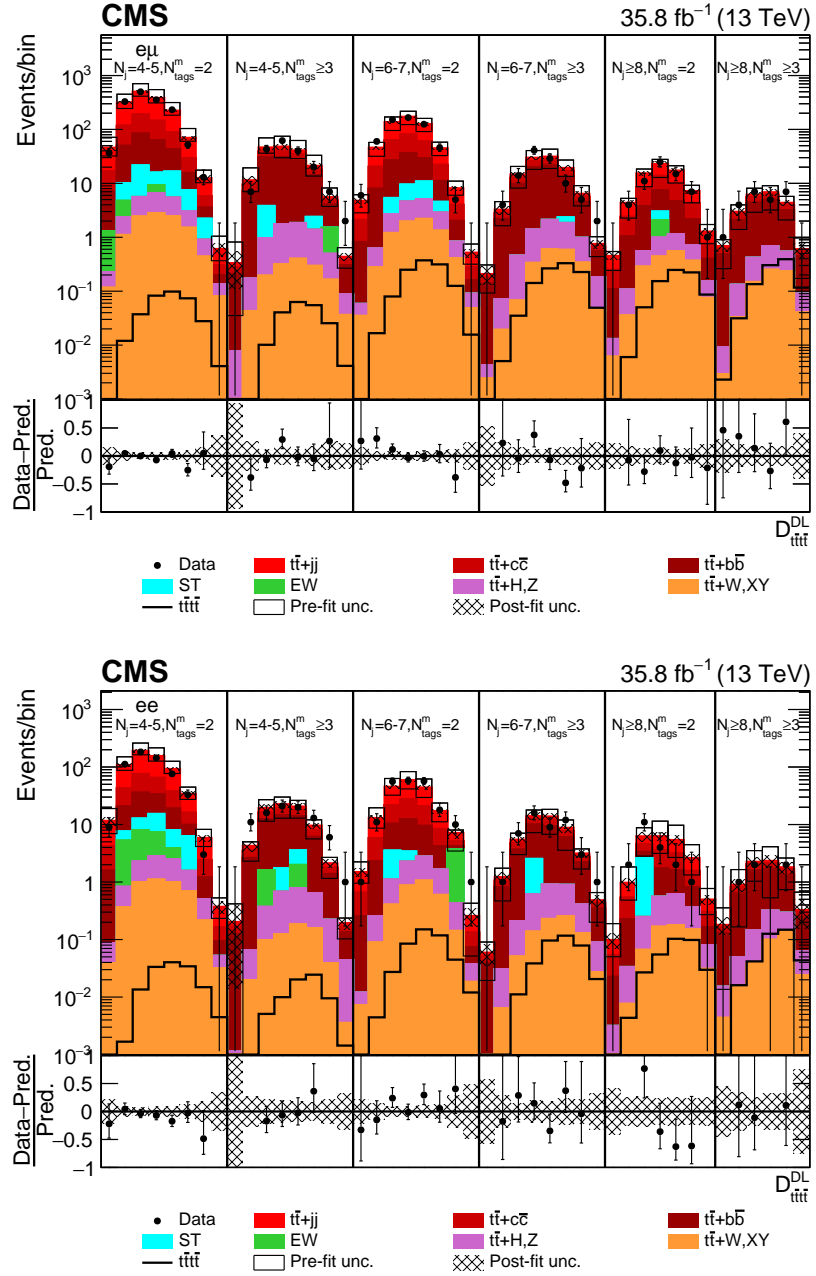 CMS 35.8 fb⁻¹ (13 TeV)
eμ
N_j=4-5,N^m_tags=2 N_j=4-5,N^m_tags≥3 N_j=6-7,N^m_tags=2 N_j=6-7,N^m_tags≥3 N_j≥8,N^m_tags=2 N_j≥8,N^m_tags≥3
Events/bin
10³
10²
10
1
10⁻¹
10⁻²
10⁻³
Data−Pred.
Pred.
0.5
0
−0.5
−1
D^DL_tt̄tt̄
Data tt̄+jj tt̄+cc̄ tt̄+bb̄
ST EW tt̄+H,Z tt̄+W,XY
tt̄tt̄ Pre-fit unc. Post-fit unc.
CMS 35.8 fb⁻¹ (13 TeV)
ee
N_j=4-5,N^m_tags=2 N_j=4-5,N^m_tags≥3 N_j=6-7,N^m_tags=2 N_j=6-7,N^m_tags≥3 N_j≥8,N^m_tags=2 N_j≥8,N^m_tags≥3
Events/bin
10³
10²
10
1
10⁻¹
10⁻²
10⁻³
Data−Pred.
Pred.
0.5
0
−0.5
−1
D^DL_tt̄tt̄
Data tt̄+jj tt̄+cc̄ tt̄+bb̄
ST EW tt̄+H,Z tt̄+W,XY
tt̄tt̄ Pre-fit unc. Post-fit unc.